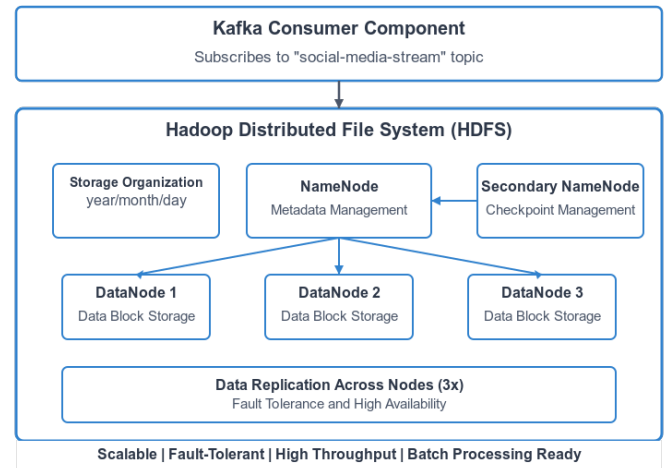 Kafka Consumer Component
Subscribes to "social-media-stream" topic
Hadoop Distributed File System (HDFS)
Storage Organization
year/month/day
NameNode
Metadata Management
Secondary NameNode
Checkpoint Management
DataNode 1
Data Block Storage
DataNode 2
Data Block Storage
DataNode 3
Data Block Storage
Data Replication Across Nodes (3x)
Fault Tolerance and High Availability
Scalable | Fault-Tolerant | High Throughput | Batch Processing Ready